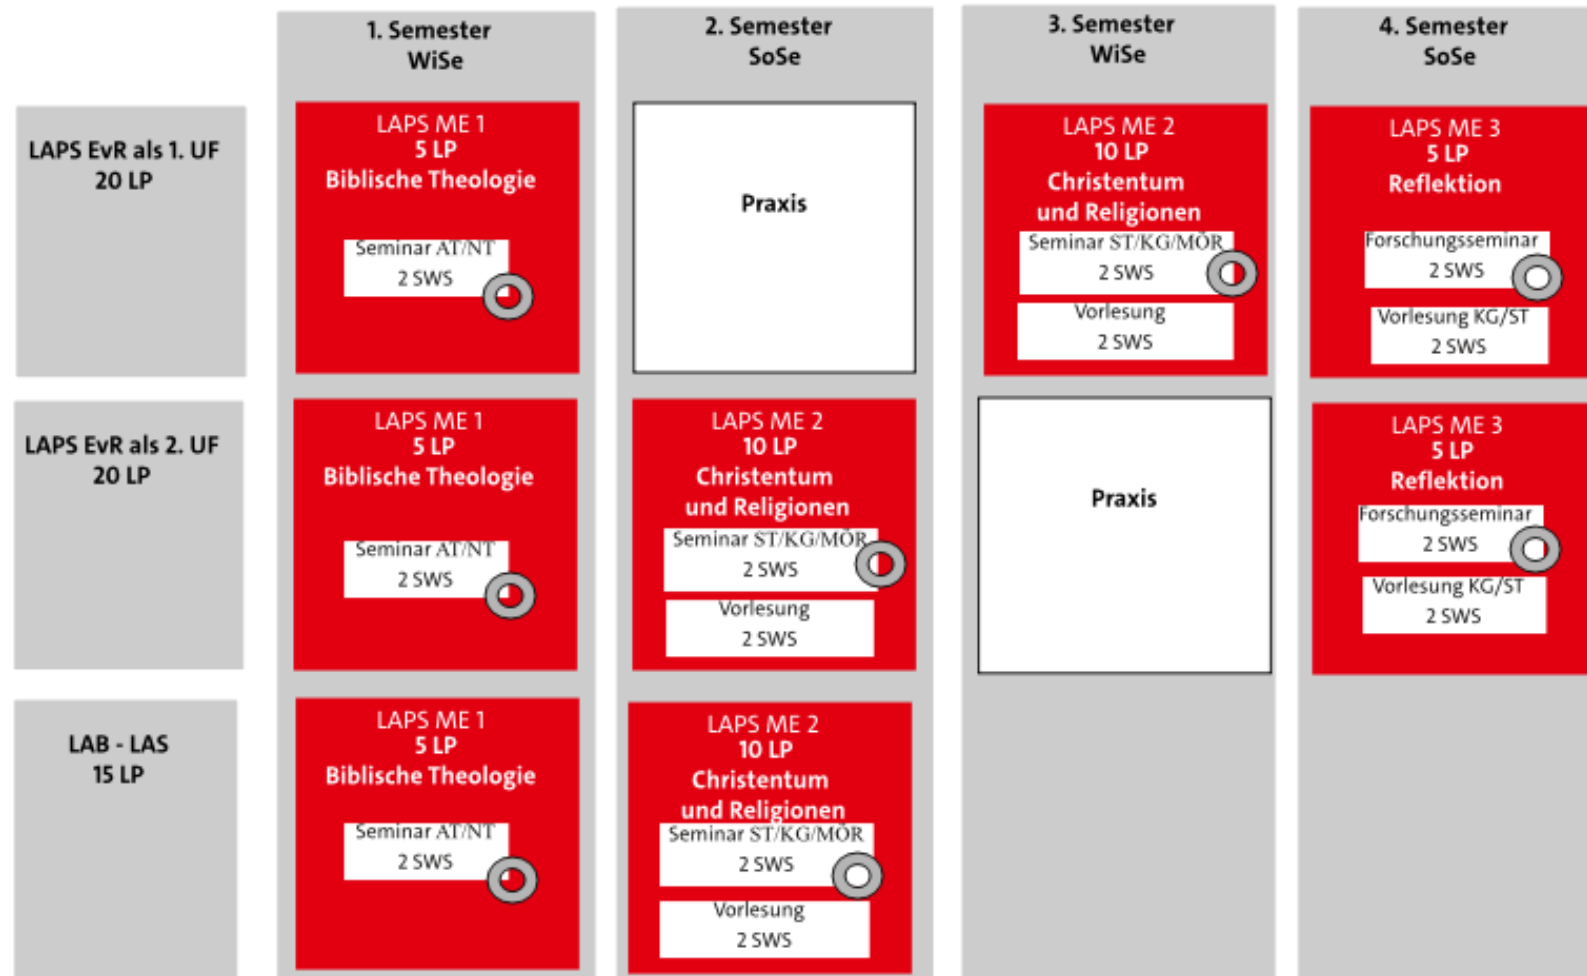 1. Semester
WiSe
2. Semester
SoSe
3. Semester
WiSe
4. Semester
SoSe
LAPS EvR als 1. UF
20 LP
LAPS ME 1
5 LP
Biblische Theologie
Seminar AT/NT
2 SWS
Praxis
LAPS ME 2
10 LP
Christentum
und Religionen
Seminar ST/KG/MÖR
2 SWS
Vorlesung
2 SWS
LAPS ME 3
5 LP
Reflektion
Forschungsseminar
2 SWS
Vorlesung KG/ST
2 SWS
LAPS EvR als 2. UF
20 LP
LAPS ME 1
5 LP
Biblische Theologie
Seminar AT/NT
2 SWS
LAPS ME 2
10 LP
Christentum
und Religionen
Seminar ST/KG/MÖR
2 SWS
Vorlesung
2 SWS
Praxis
LAPS ME 3
5 LP
Reflektion
Forschungsseminar
2 SWS
Vorlesung KG/ST
2 SWS
LAB - LAS
15 LP
LAPS ME 1
5 LP
Biblische Theologie
Seminar AT/NT
2 SWS
LAPS ME 2
10 LP
Christentum
und Religionen
Seminar ST/KG/MÖR
2 SWS
Vorlesung
2 SWS